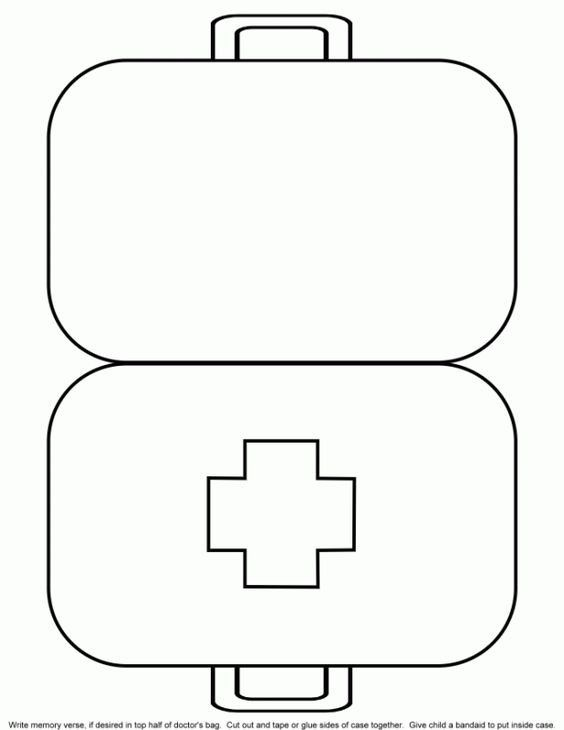 Write memory verse, if desired in top half of doctor's bag.  Cut out and tape or glue sides of case together.  Give child a bandaid to put inside case.